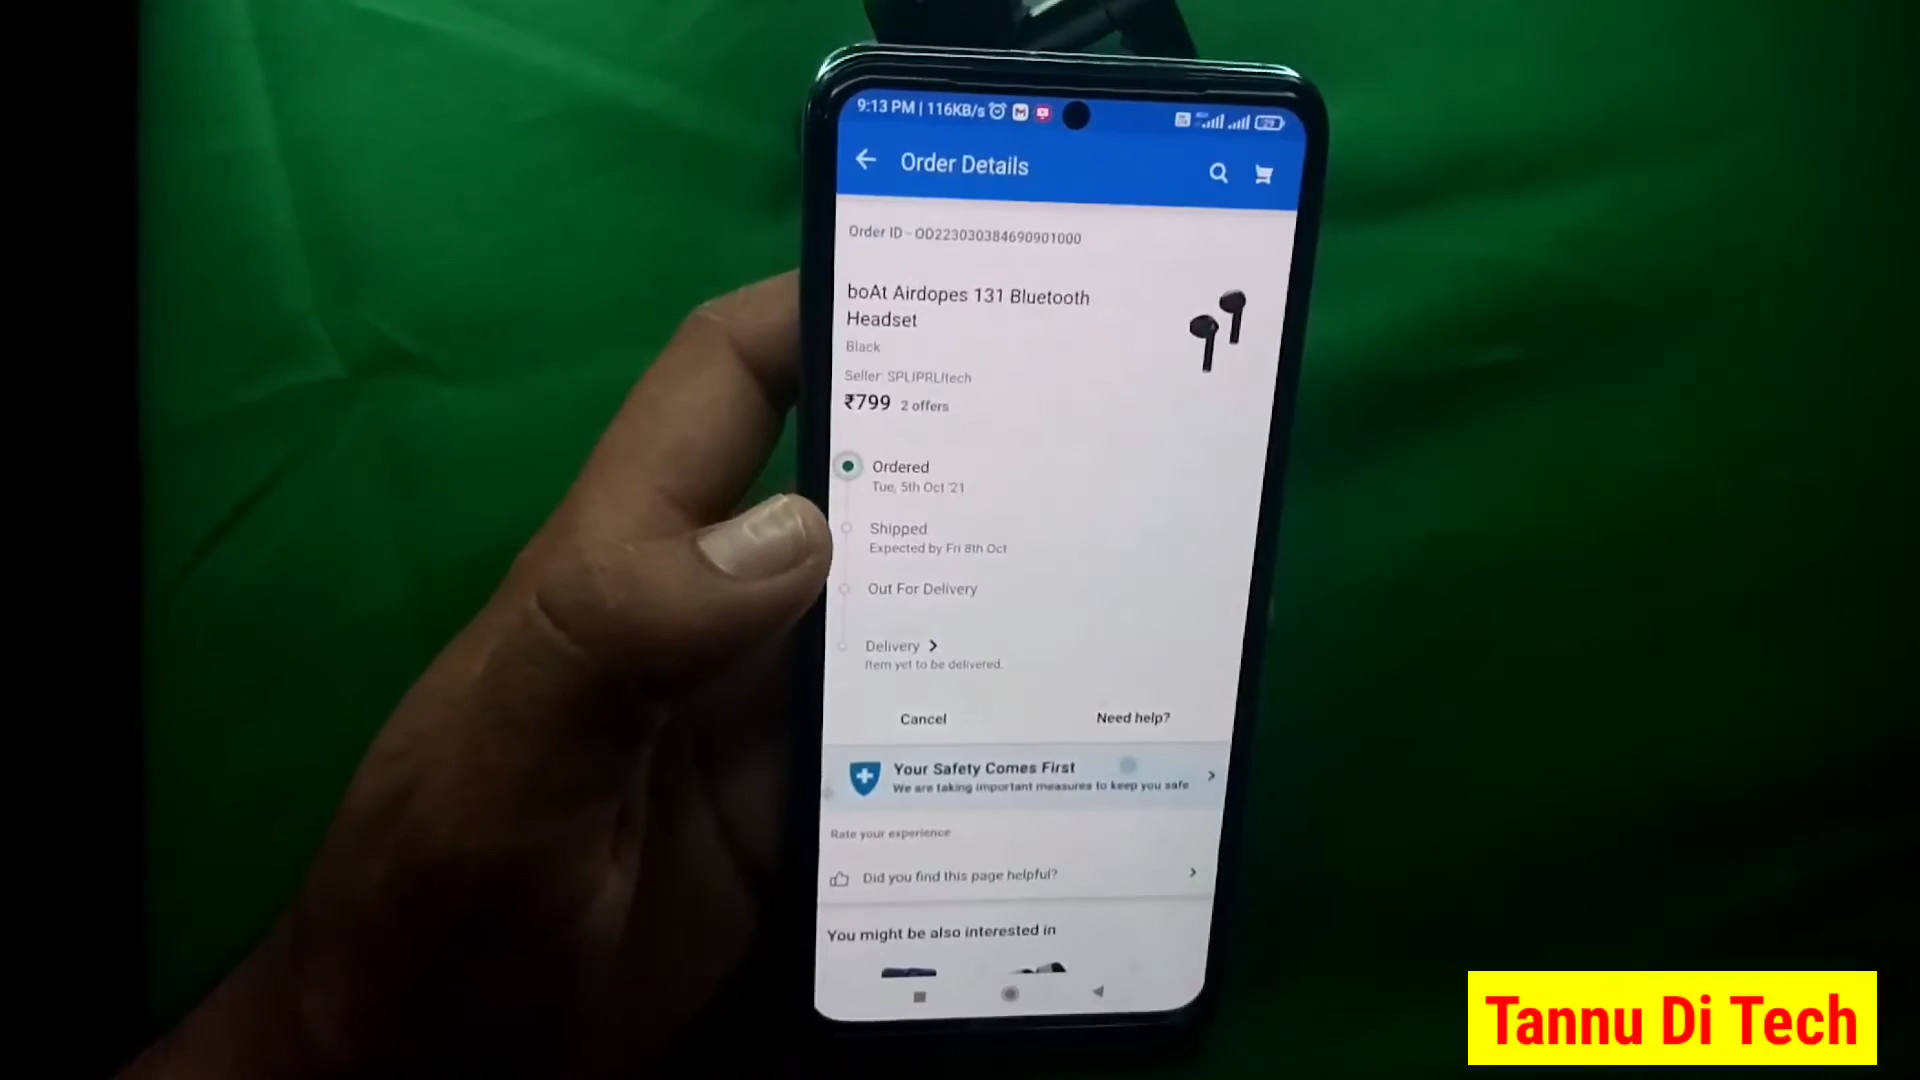 9:13 PM | 116KB/s
29
Order Details
Order ID - OD223030384690901000
boAt Airdopes 131 Bluetooth
Headset
Black
Seller: SPLIPRLItech
₹799 2 offers
Ordered
Tue, 5th Oct '21
Shipped
Expected by Fri 8th Oct
Out For Delivery
Delivery
Item yet to be delivered.
Cancel
Need help?
Your Safety Comes First
We are taking important measures to keep you safe
Rate your experience
Did you find this page helpful?
You might be also interested in
Tannu Di Tech